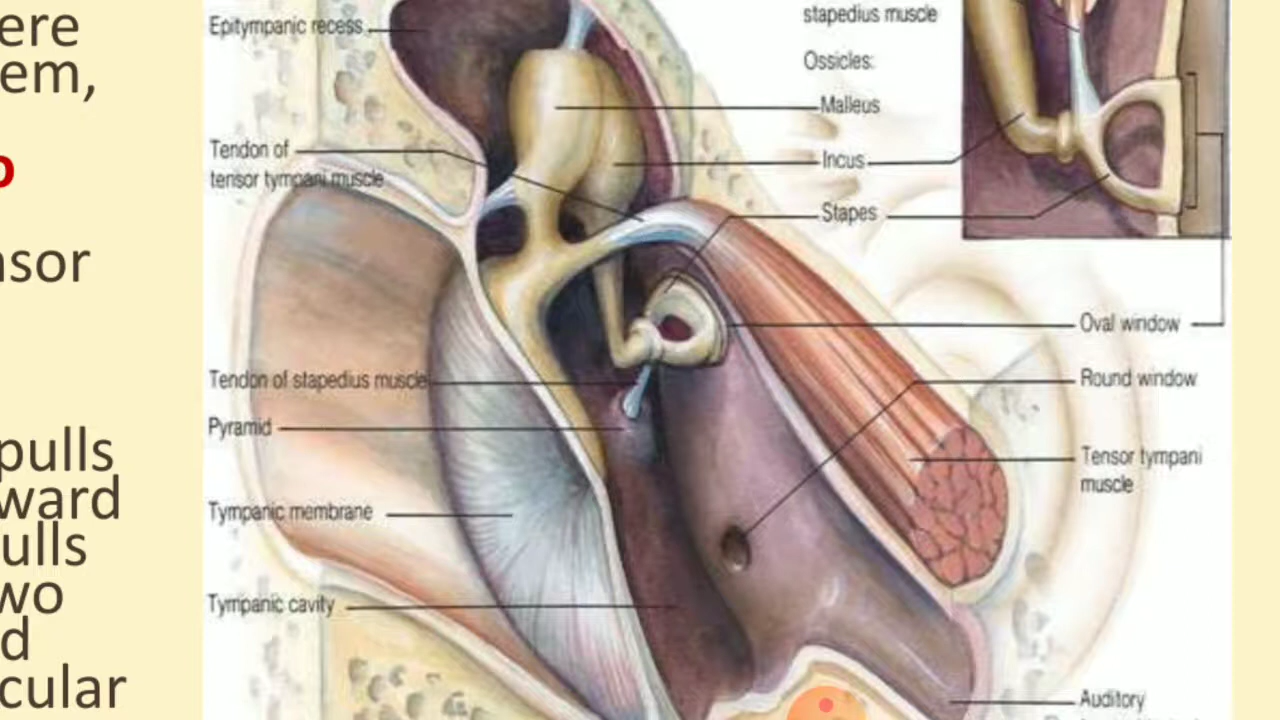 ere
em,
o
nsor
pulls
ward
ulls
wo
d
cular
Epitympanic recess
Tendon of
tensor tympani muscle
Tendon of stapedius muscle
Pyramid
Tympanic membrane
Tympanic cavity
stapedius muscle
Ossicles:
Malleus
Incus
Stapes
Oval window
Round window
Tensor tympani
muscle
Auditory